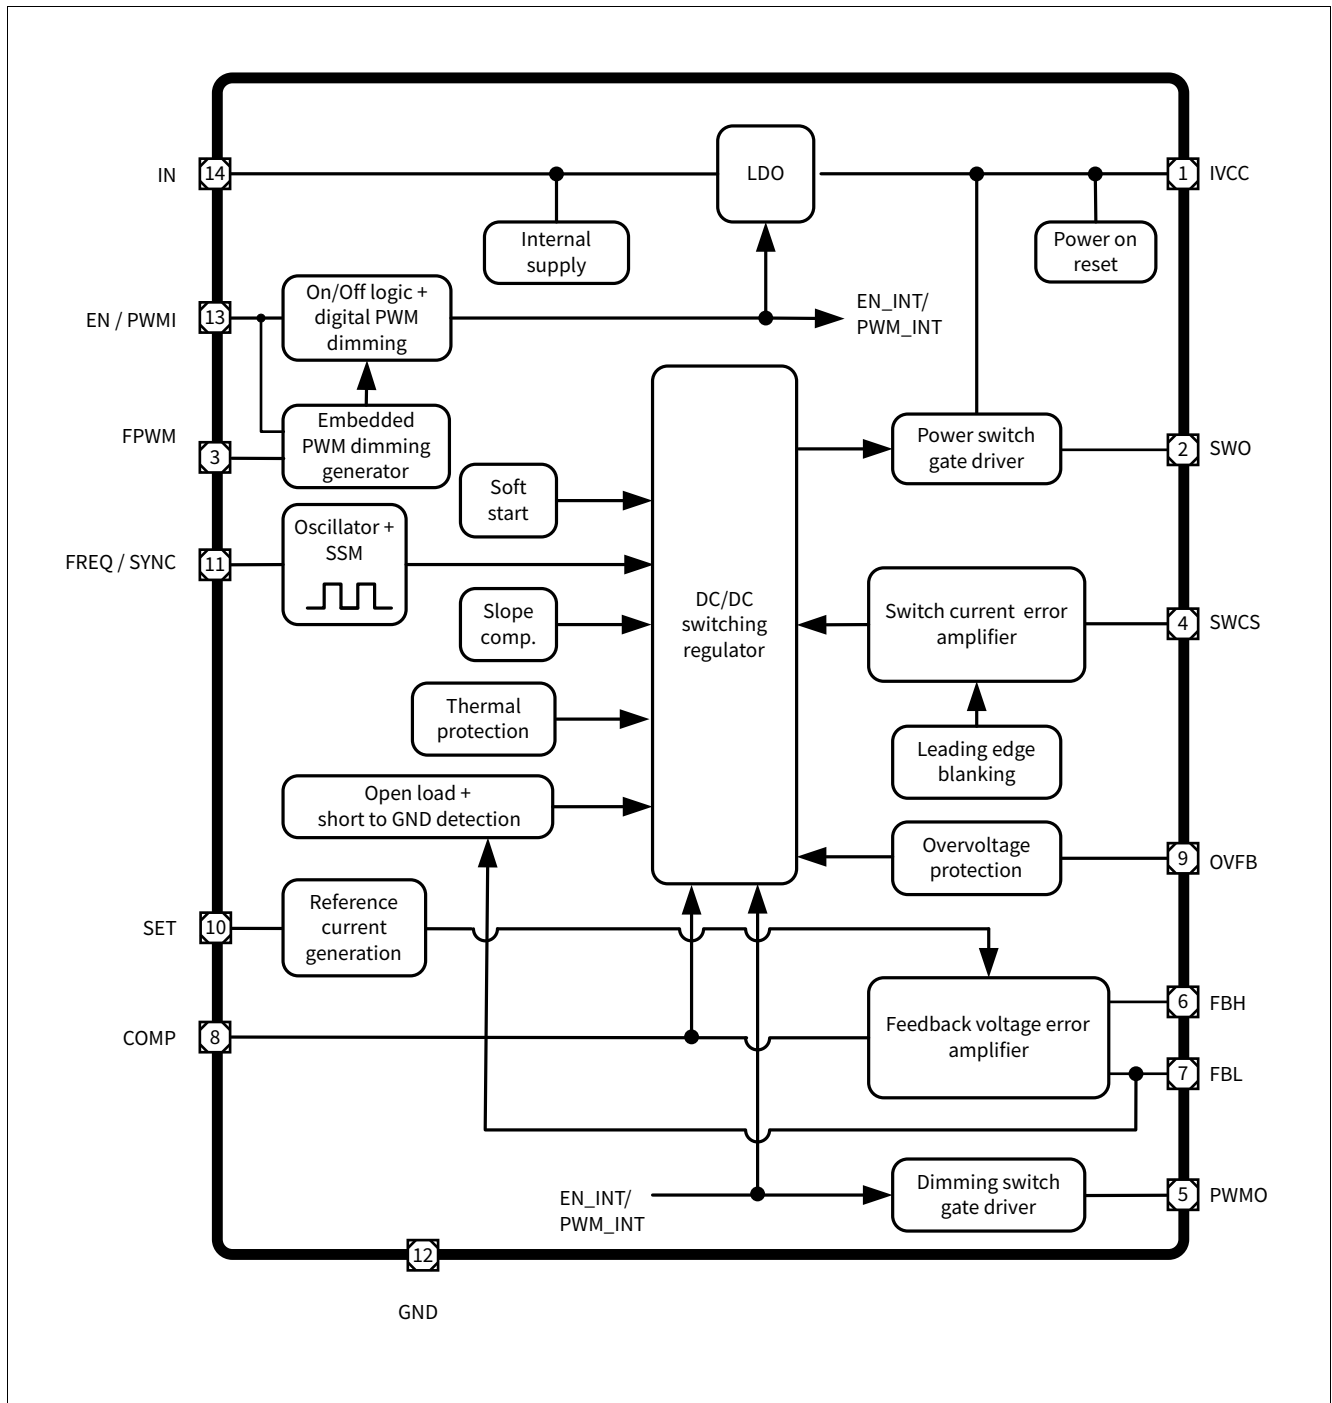 IN
14
LDO
1
IVCC
Internal
supply
Power on
reset
EN / PWMI
13
On/Off logic +
digital PWM
dimming
EN_INT/
PWM_INT
FPWM
3
Embedded
PWM dimming
generator
Power switch
gate driver
2
SWO
Soft
start
FREQ / SYNC
11
Oscillator +
SSM
Slope
comp.
DC/DC
switching
regulator
Switch current  error
amplifier
4
SWCS
Thermal
protection
Leading edge
blanking
Open load +
short to GND detection
Overvoltage
protection
9
OVFB
SET
10
Reference
current
generation
COMP
8
Feedback voltage error
amplifier
6
FBH
7
FBL
EN_INT/
PWM_INT
Dimming switch
gate driver
5
PWMO
12
GND